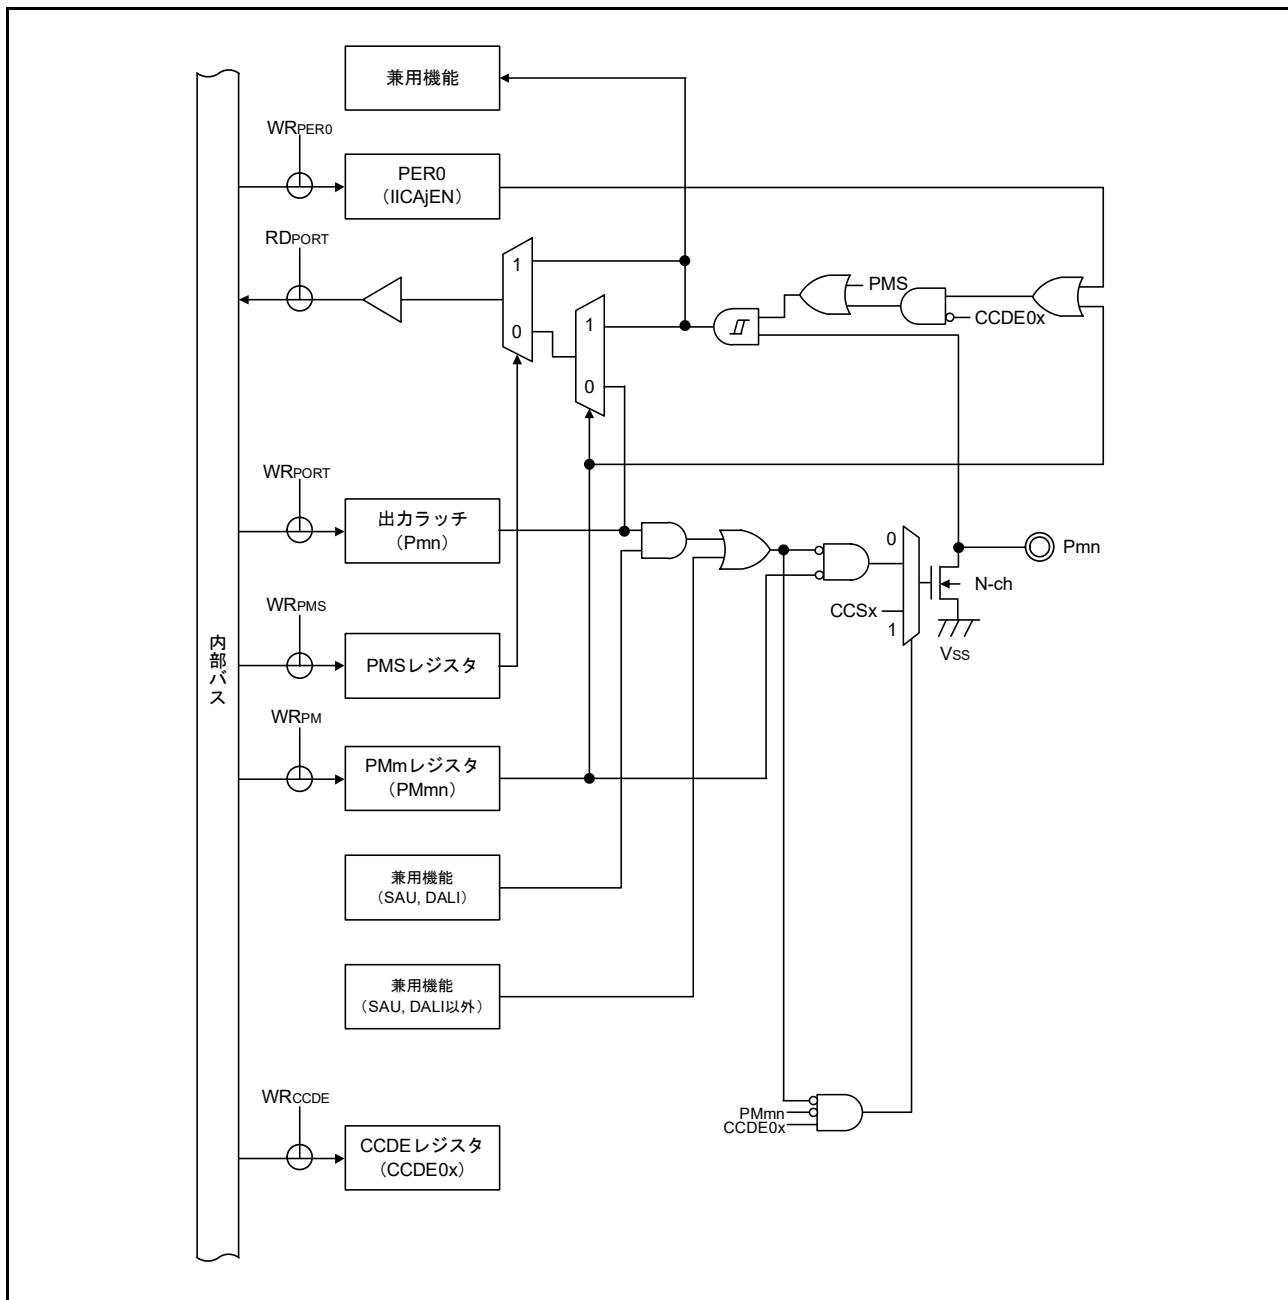 兼用機能
WRPER0
PER0
（IICAjEN）
RDPORT
1
0
1
0
PMS
CCDE0x
WRPORT
出力ラッチ
（Pmn）
0
Pmn
N-ch
CCSx
1
VSS
WRPMS
PMSレジスタ
内部バス
WRPM
PMmレジスタ
（PMmn）
兼用機能
（SAU, DALI）
兼用機能
（SAU, DALI以外）
WRCCDE
CCDEレジスタ
（CCDE0x）
PMmn
CCDE0x